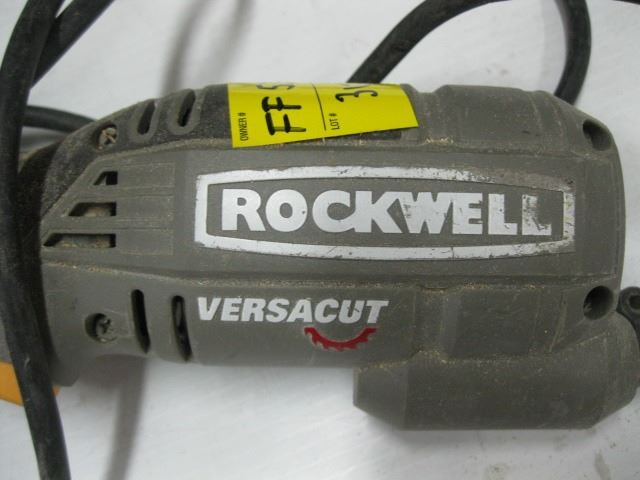 OWNER #
FF
LOT #
ROCKWELL
VERSACUT